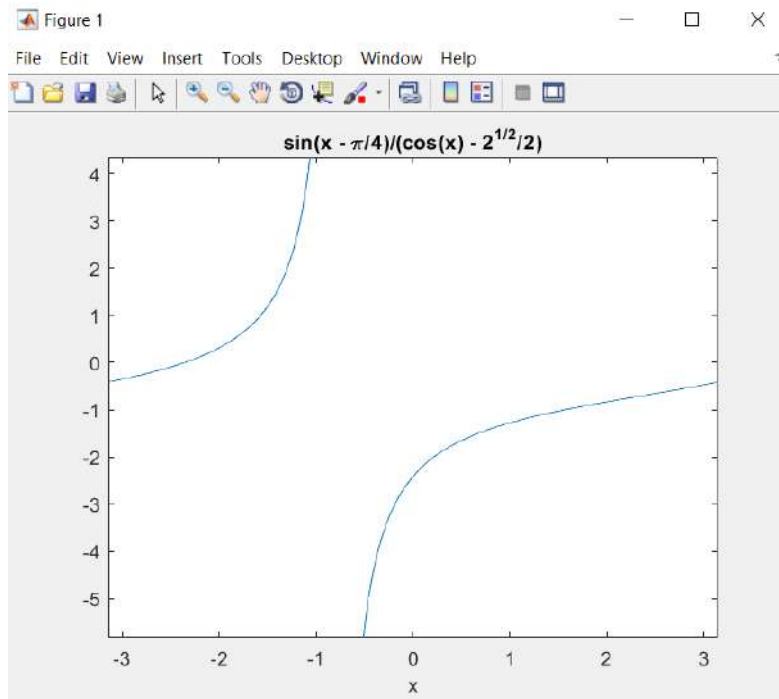 Figure 1
File Edit View Insert Tools Desktop Window Help
sin(x - π/4)/(cos(x) - 2^{1/2}/2)
4
3
2
1
0
-1
-2
-3
-4
-5
-3 -2 -1 0 1 2 3
x